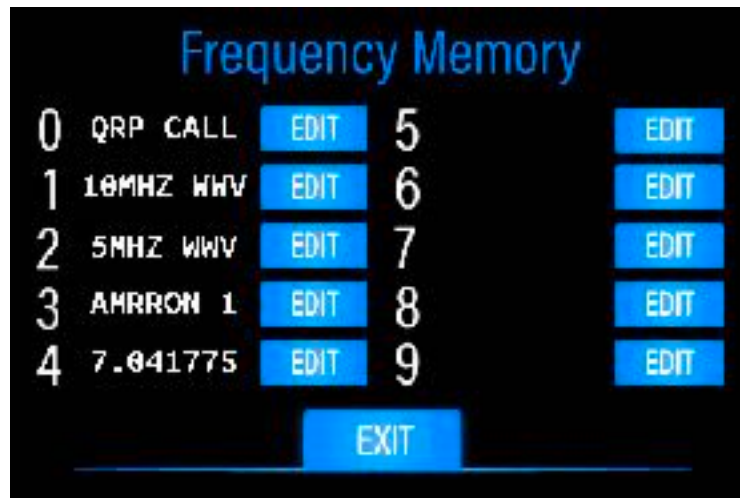 Frequency Memory
0 QRP CALL EDIT 5 EDIT
1 10MHZ WWV EDIT 6 EDIT
2 5MHZ WWV EDIT 7 EDIT
3 AMRRON 1 EDIT 8 EDIT
4 7.041775 EDIT 9 EDIT
EXIT